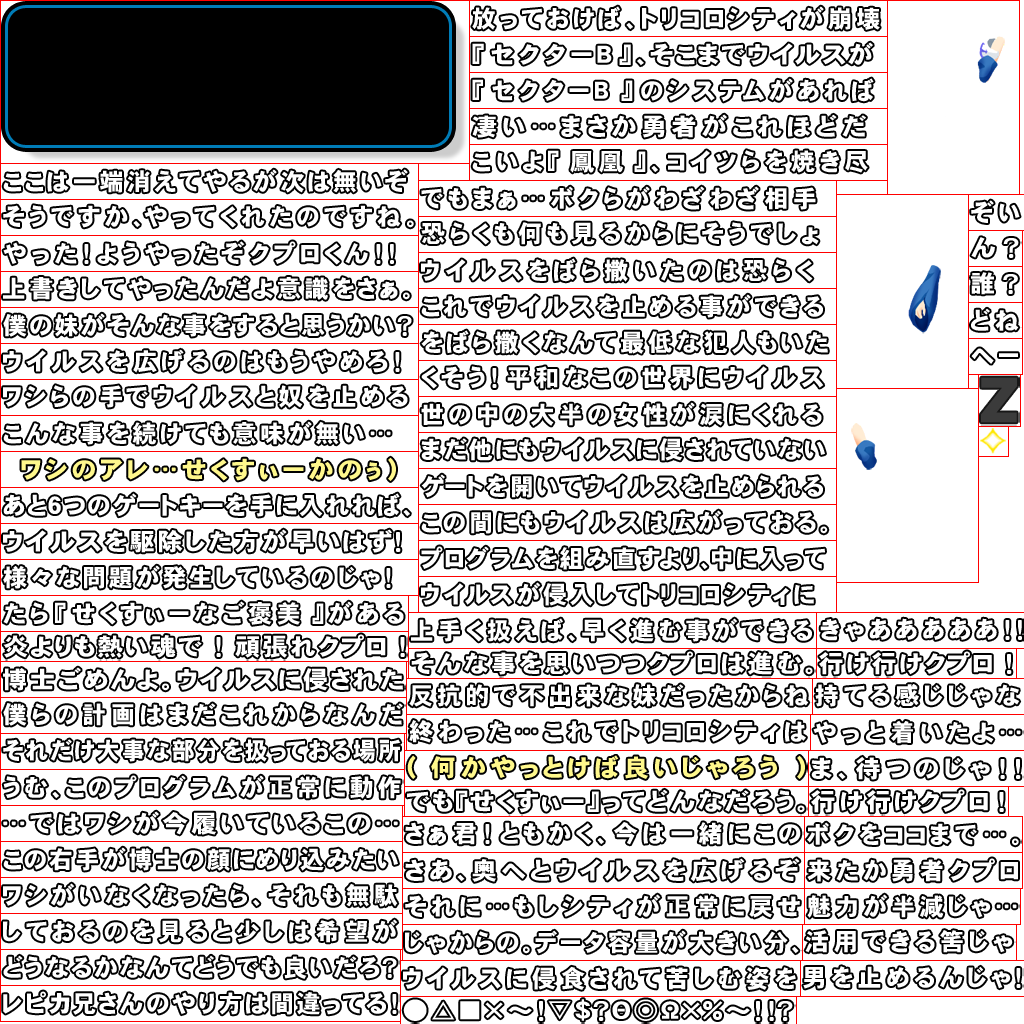 放っておけば、トリコロシティが崩壊
『セクターB』、そこまでウイルスが
『セクターB 』のシステムがあれば
凄い…まさか勇者がこれほどだ
こいよ『鳳凰 』、コイツらを焼き尽
ここは一端消えてやるが次は無いぞ
そうですか、やってくれたのですね。
やった!ようやったぞクプロくん!!
上書きしてやったんだよ意識をさぁ。
僕の妹がそんな事をすると思うかい?
ウイルスを広げるのはもうやめろ!
ワシらの手でウイルスと奴を止める
こんな事を続けても意味が無い…
ワシのアレ…せくすぃーかのぅ)
あと6つのゲートキーを手に入れれば、
ウイルスを駆除した方が早いはず!
様々な問題が発生しているのじゃ!
たら『せくすぃーなご褒美 』がある
炎よりも熱い魂で ! 頑張れクプロ !
博士ごめんよ。ウイルスに侵された
僕らの計画はまだこれからなんだ
それだけ大事な部分を扱っておる場所
うむ、このプログラムが正常に動作
…ではワシが今履いているこの…
この右手が博士の顔にめり込みたい
ワシがいなくなったら、それも無駄
しておるのを見ると少しは希望が
どうなるかなんてどうでも良いだろ?
レピカ兄さんのやり方は間違ってる!
でもまぁ…ボクらがわざわざ相手
恐らくも何も見るからにそうでしょ
ウイルスをばら撒いたのは恐らく
これでウイルスを止める事ができる
をばら撒くなんて最低な犯人もいた
くそう!平和なこの世界にウイルス
世の中の大半の女性が涙にくれる
まだ他にもウイルスに侵されていない
ゲートを開いてウイルスを止められる
この間にもウイルスは広がっておる。
プログラムを組み直すより、中に入って
ウイルスが侵入してトリコロシティに
上手く扱えば、早く進む事ができる
そんな事を思いつつクプロは進む。
反抗的で不出来な妹だったからね
終わった…これでトリコロシティは
( 何かやっとけば良いじゃろう )
でも『せくすぃー』ってどんなだろう。
さぁ君!ともかく、今は一緒にこの
さあ、奥へとウイルスを広げるぞ
それに…もしシティが正常に戻せ
じゃからの。データ容量が大きい分、
ウイルスに侵食されて苦しむ姿を
○△□×～!▽$?Θ◎Ω×%～!!?
ぞい
ん?
誰?
どね
へー
Z
きゃあああああ!!
行け行けクプロ !
持てる感じじゃな
やっと着いたよ…
ま、待つのじゃ!!
行け行けクプロ !
ボクをココまで…。
来たか勇者クプロ
魅力が半減じゃ…
活用できる筈じゃ
男を止めるんじゃ!